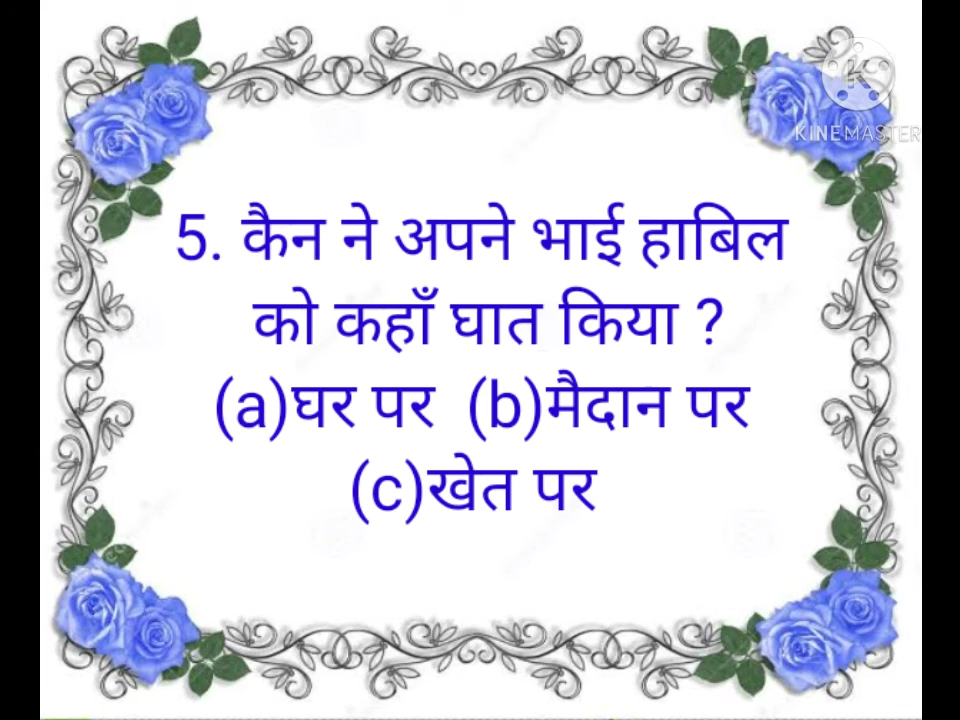 KINEMASTER
5. कैन ने अपने भाई हाबिल
को कहाँ घात किया ?
(a)घर पर (b)मैदान पर
(c)खेत पर